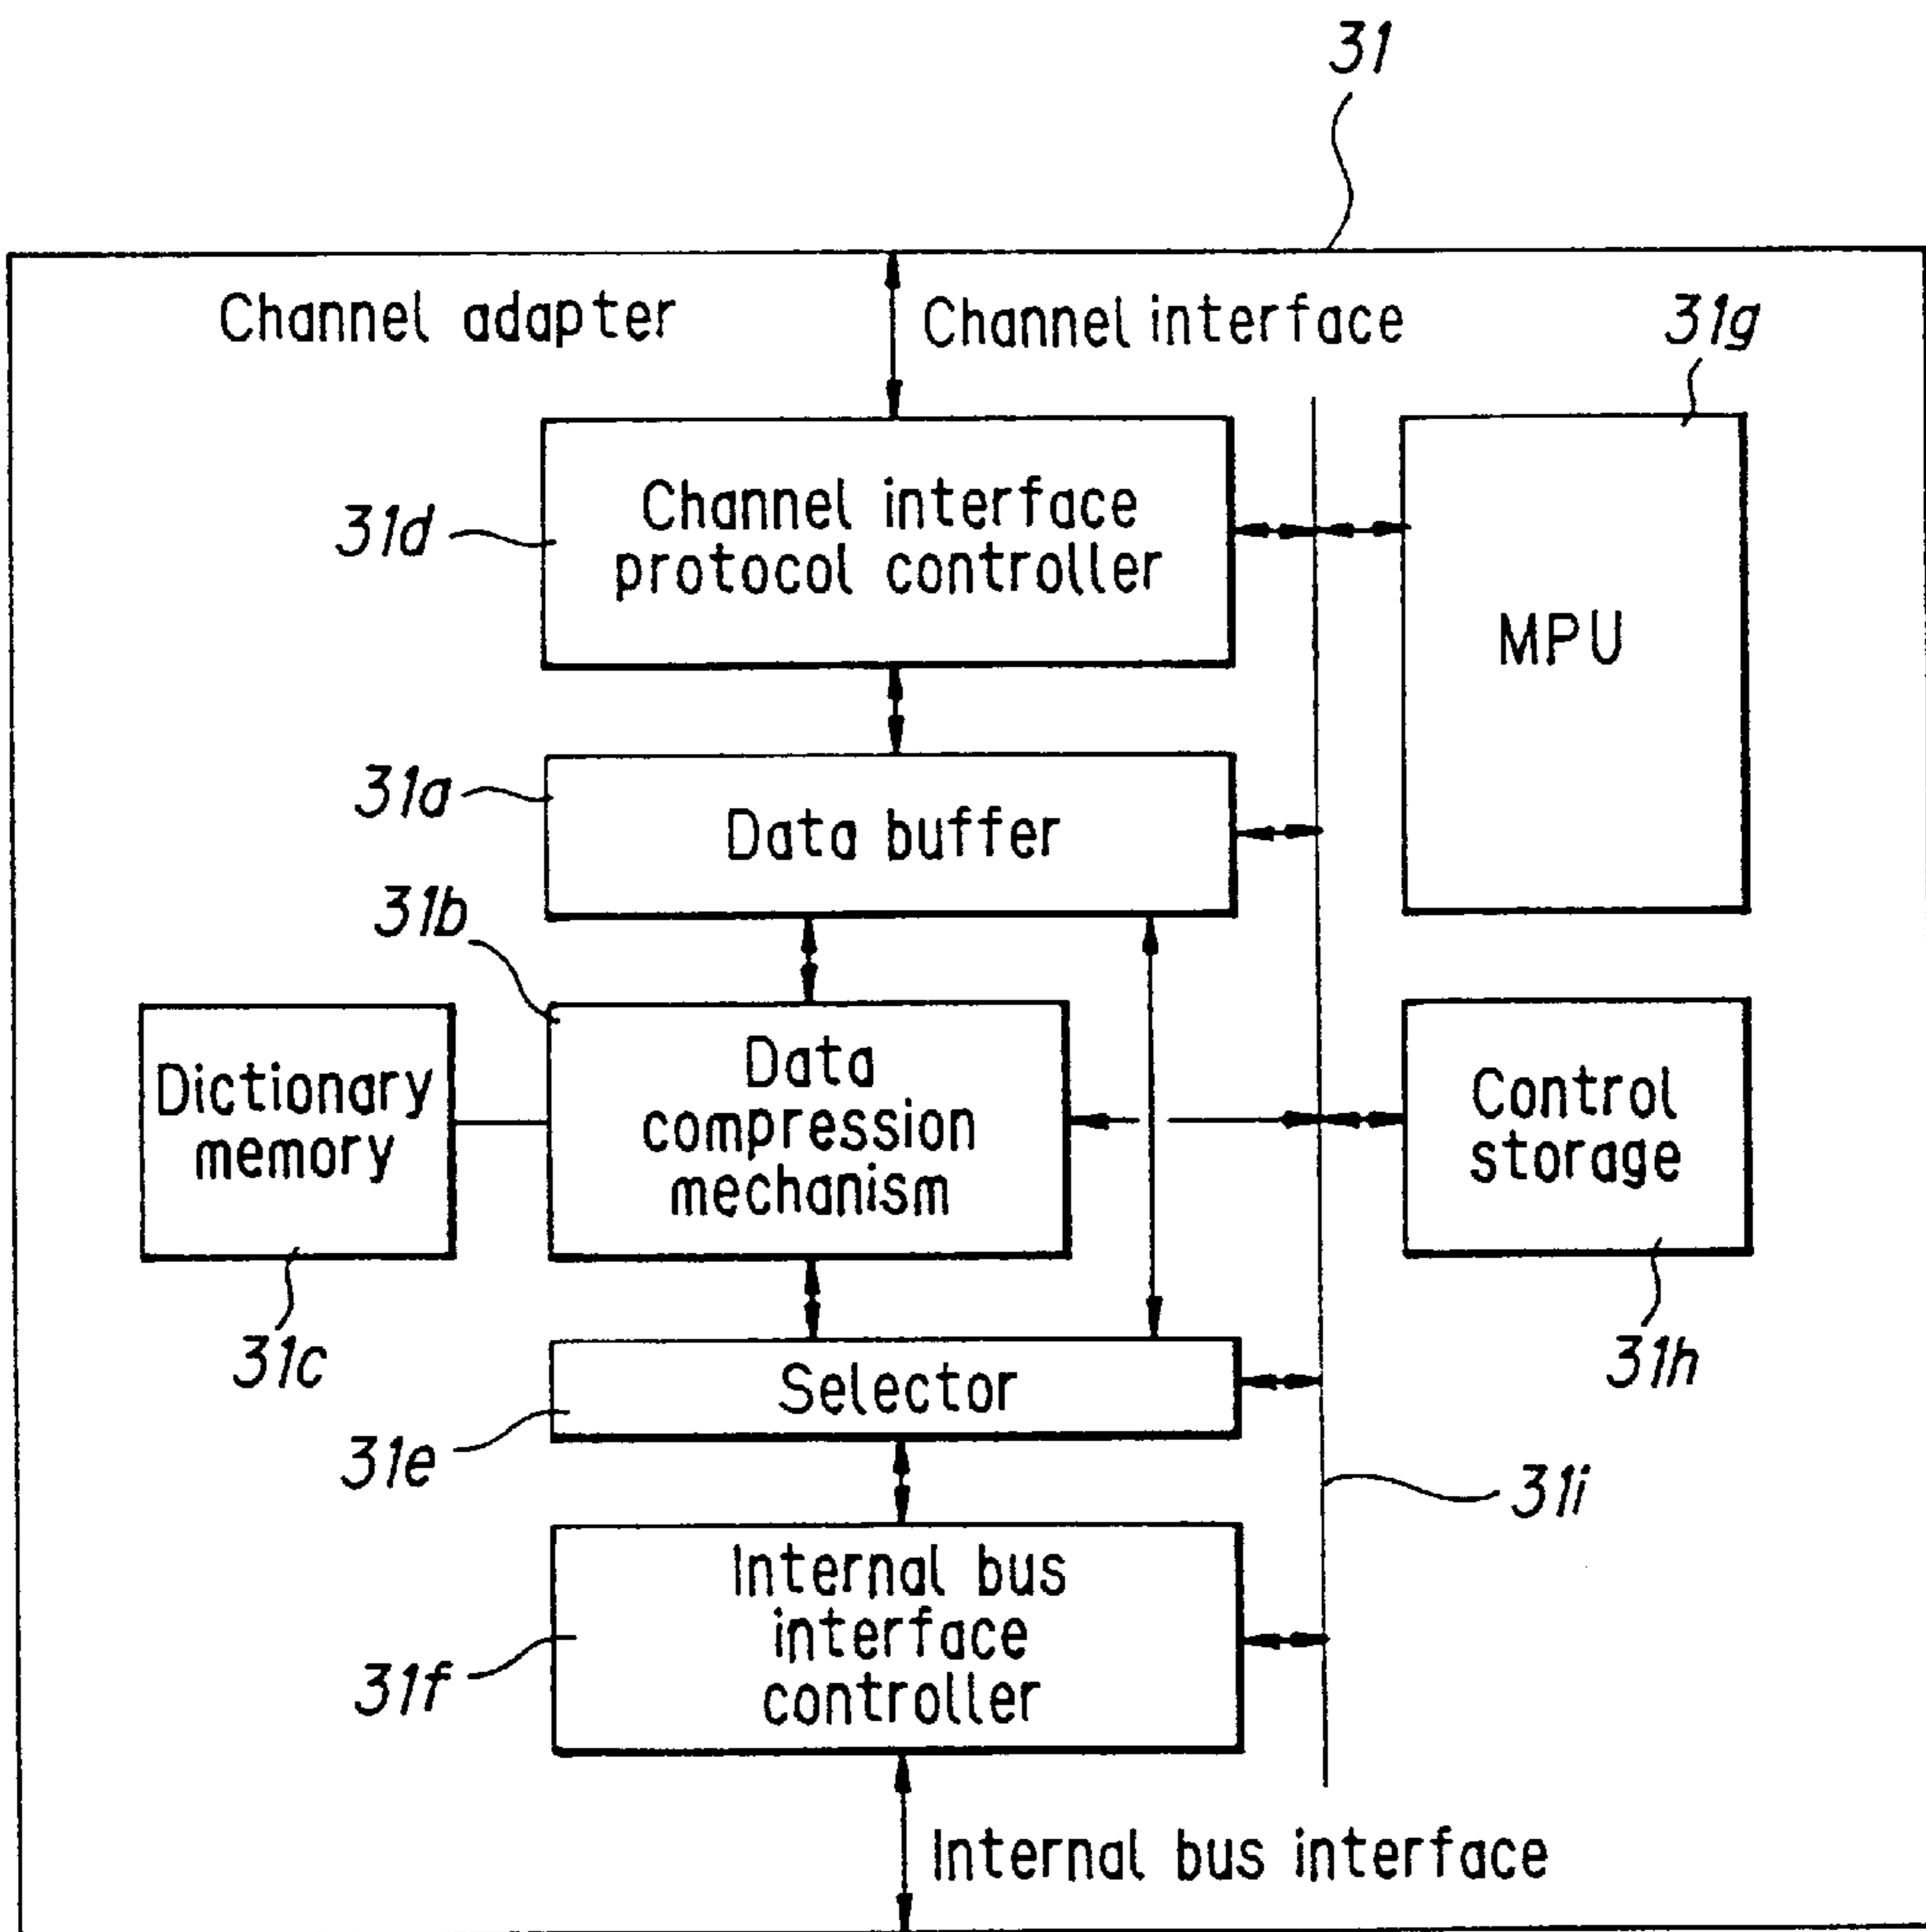 31
Channel adapter
Channel interface
31g
31d
Channel interface
protocol controller
MPU
31a
Data buffer
31b
Dictionary
memory
Data
compression
mechanism
Control
storage
31c
31h
Selector
31e
31i
Internal bus
interface
controller
31f
Internal bus interface